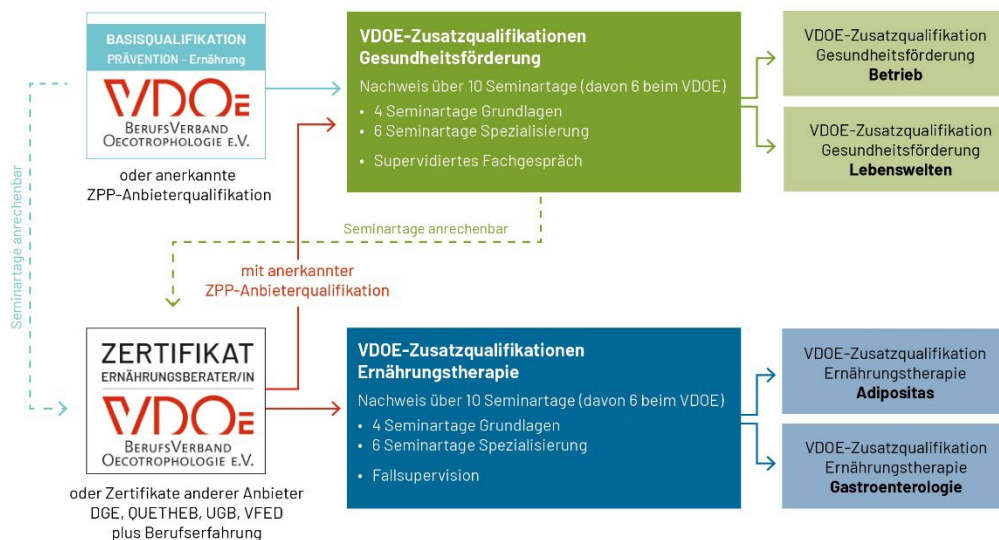 BASISQUALIFIKATION
PRÄVENTION – Ernährung
VDOE
BERUFSVERBAND
OECOTROPHOLOGIE E.V.
oder anerkannte
ZPP-Anbieterqualifikation
VDOE-Zusatzqualifikationen
Gesundheitsförderung
Nachweis über 10 Seminartage (davon 6 beim VDOE)
• 4 Seminartage Grundlagen
• 6 Seminartage Spezialisierung
• Supervidiertes Fachgespräch
VDOE-Zusatzqualifikation
Gesundheitsförderung
Betrieb
VDOE-Zusatzqualifikation
Gesundheitsförderung
Lebenswelten
Seminartage anrechenbar
Seminartage anrechenbar
mit anerkannter
ZPP-Anbieterqualifikation
ZERTIFIKAT
ERNÄHRUNGSBERATER/IN
VDOE
BERUFSVERBAND
OECOTROPHOLOGIE E.V.
oder Zertifikate anderer Anbieter
DGE, QUETHEB, UGB, VFED
plus Berufserfahrung
VDOE-Zusatzqualifikationen
Ernährungstherapie
Nachweis über 10 Seminartage (davon 6 beim VDOE)
• 4 Seminartage Grundlagen
• 6 Seminartage Spezialisierung
• Fallsupervision
VDOE-Zusatzqualifikation
Ernährungstherapie
Adipositas
VDOE-Zusatzqualifikation
Ernährungstherapie
Gastroenterologie